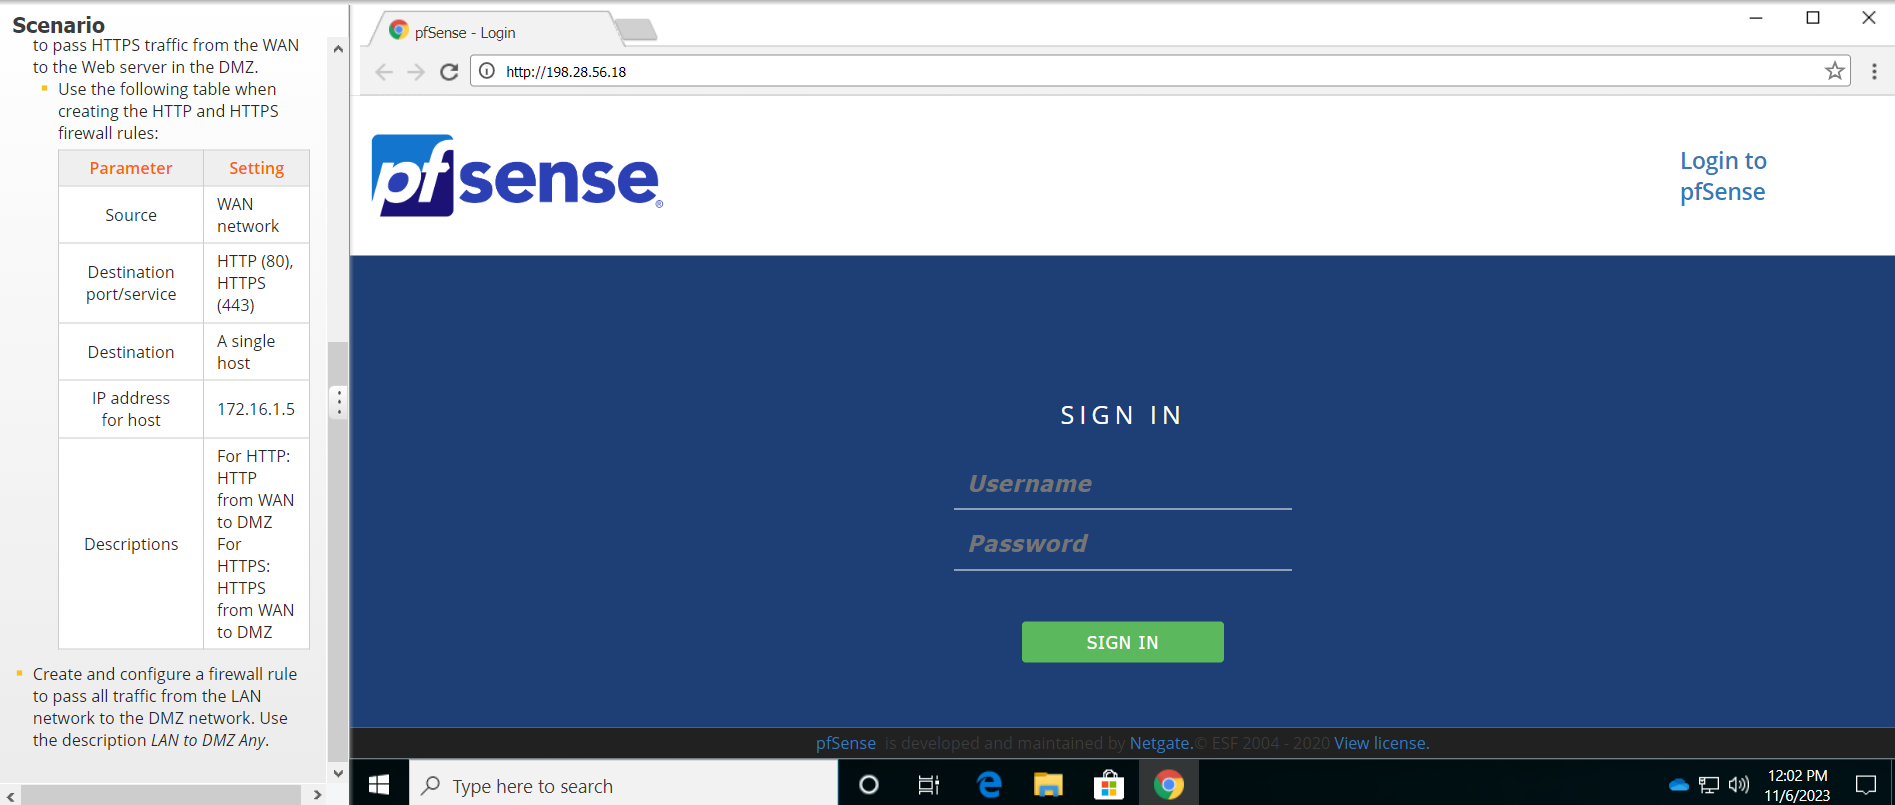 Scenario
to pass HTTPS traffic from the WAN
to the Web server in the DMZ.
Use the following table when
creating the HTTP and HTTPS
firewall rules:
Parameter Setting
Source WAN
network
Destination
port/service HTTP (80),
HTTPS
(443)
Destination A single
host
IP address
for host 172.16.1.5
Descriptions For HTTP:
HTTP
from WAN
to DMZ
For
HTTPS:
HTTPS
from WAN
to DMZ
Create and configure a firewall rule
to pass all traffic from the LAN
network to the DMZ network. Use
the description LAN to DMZ Any.
pfSense - Login
http://198.28.56.18
pfsense®
Login to
pfSense
SIGN IN
Username
Password
SIGN IN
pfSense is developed and maintained by Netgate.© ESF 2004 - 2020 View license.
Type here to search
12:02 PM
11/6/2023